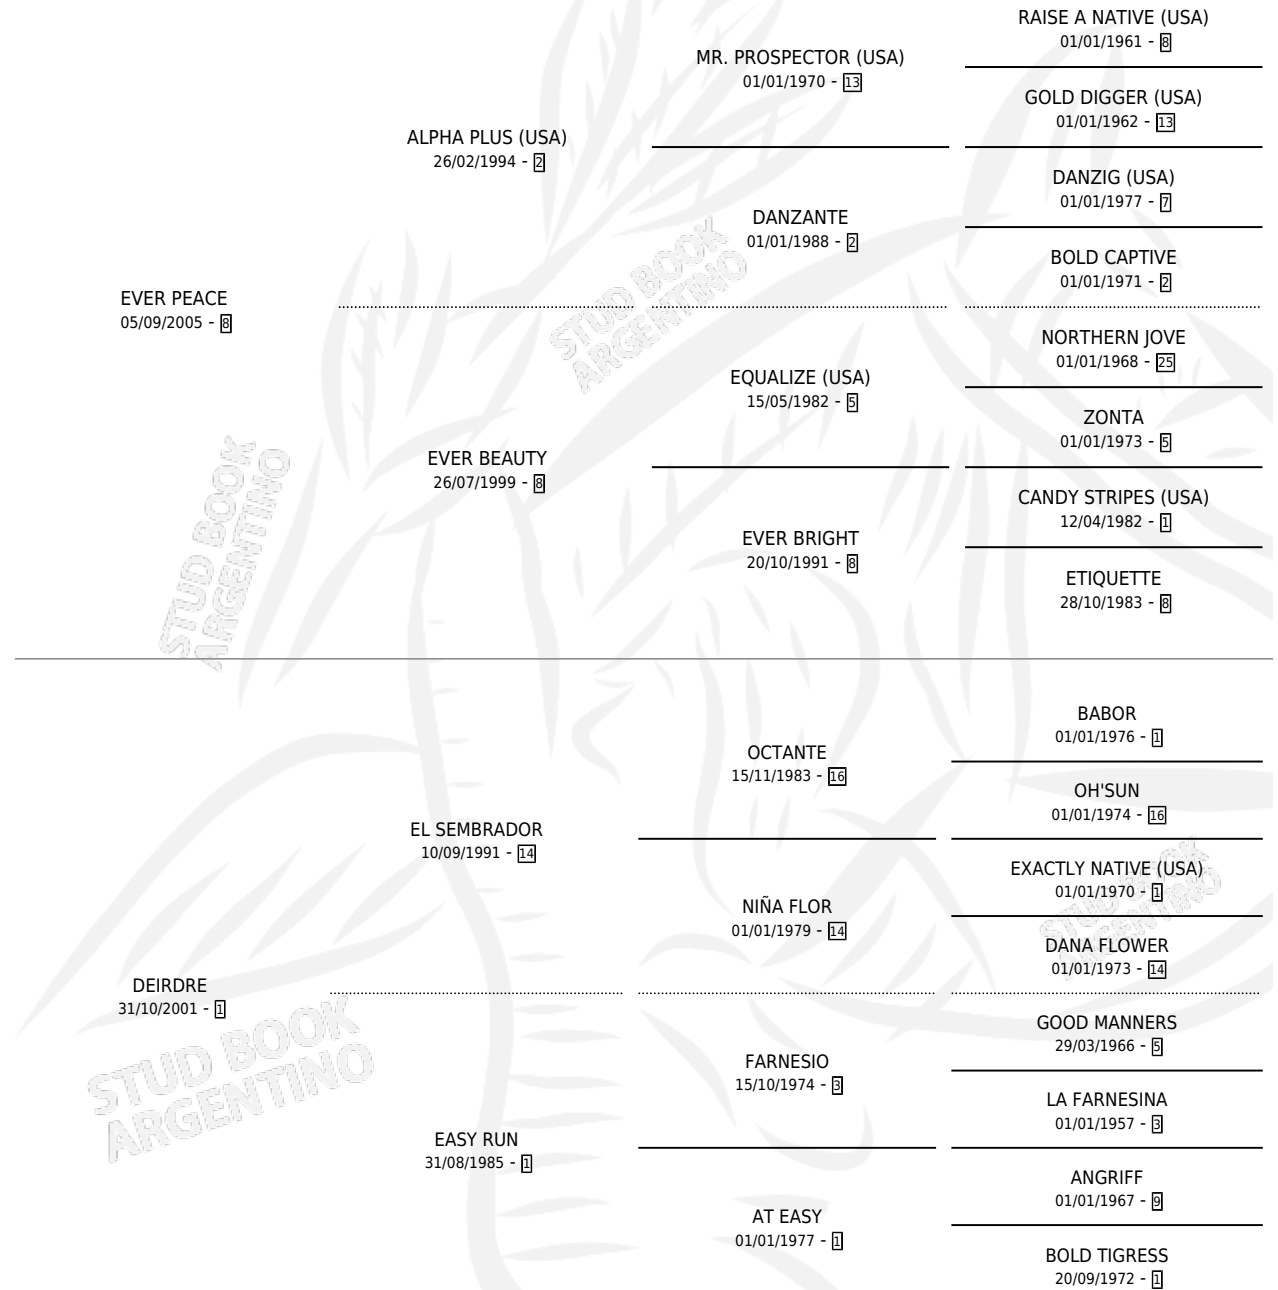 RAISE A NATIVE (USA)
01/01/1961 - 8
MR. PROSPECTOR (USA)
01/01/1970 - 13
GOLD DIGGER (USA)
01/01/1962 - 13
ALPHA PLUS (USA)
26/02/1994 - 2
DANZIG (USA)
01/01/1977 - 7
DANZANTE
01/01/1988 - 2
BOLD CAPTIVE
01/01/1971 - 2
EVER PEACE
05/09/2005 - 8
NORTHERN JOVE
01/01/1968 - 25
EQUALIZE (USA)
15/05/1982 - 5
ZONTA
01/01/1973 - 5
EVER BEAUTY
26/07/1999 - 8
CANDY STRIPES (USA)
12/04/1982 - 1
EVER BRIGHT
20/10/1991 - 8
ETIQUETTE
28/10/1983 - 8
BABOR
01/01/1976 - 1
OCTANTE
15/11/1983 - 16
OH'SUN
01/01/1974 - 16
EL SEMBRADOR
10/09/1991 - 14
EXACTLY NATIVE (USA)
01/01/1970 - 1
NIÑA FLOR
01/01/1979 - 14
DANA FLOWER
01/01/1973 - 14
DEIRDRE
31/10/2001 - 1
GOOD MANNERS
29/03/1966 - 5
FARNESIO
15/10/1974 - 3
LA FARNESINA
01/01/1957 - 3
EASY RUN
31/08/1985 - 1
ANGRIFF
01/01/1967 - 9
AT EASY
01/01/1977 - 1
BOLD TIGRESS
20/09/1972 - 1
STUD BOOK
ARGENTINO
STUD BOOK
ARGENTINO
STUD BOOK
ARGENTINO
STUD BOOK
ARGENTINO